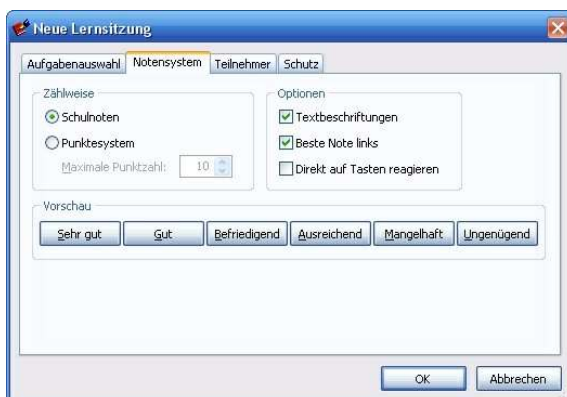 Neue Lernsitzung
Aufgabenauswahl Notensystem Teilnehmer Schutz
Zählweise
Schulnoten
Punktesystem
Maximale Punktzahl: 10
Optionen
Textbeschriftungen
Beste Note links
Direkt auf Tasten reagieren
Vorschau
Sehr gut Gut Befriedigend Ausreichend Mangelhaft Ungenügend
OK Abbrechen